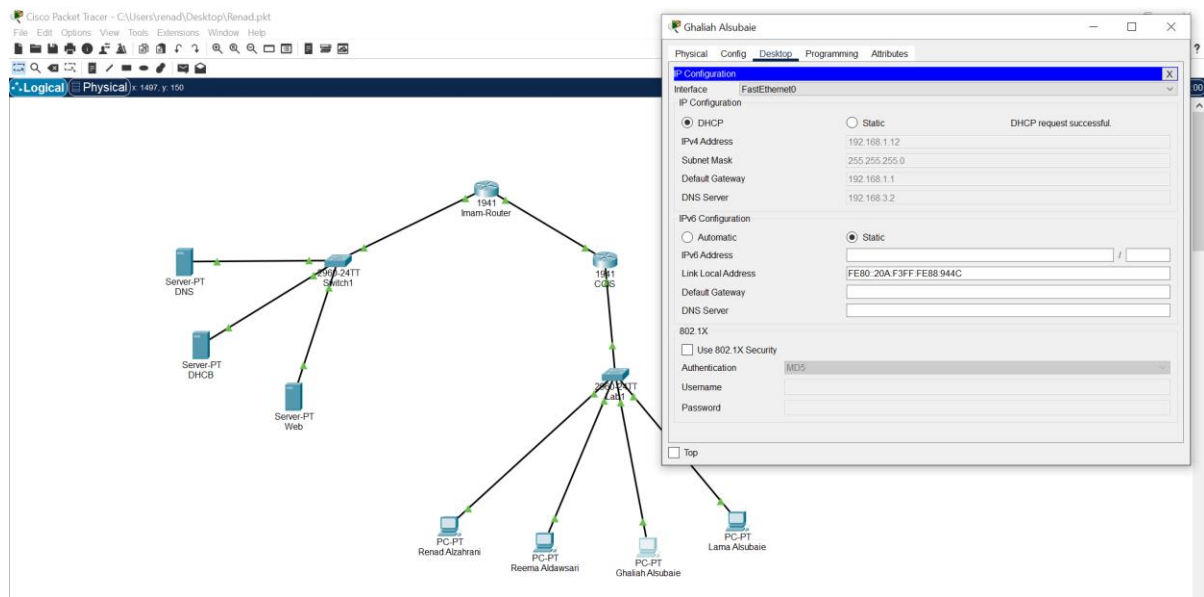 Cisco Packet Tracer - C:\Users\renad\Desktop\Renad.pkt
File Edit Options View Tools Extensions Window Help
Logical Physical x: 1497, y: 150
1941
Imam-Router
Server-PT
DNS
2960-24TT
Switch1
1941
CCIS
Server-PT
DHCB
Server-PT
Web
2960-24TT
Lab1
PC-PT
Renad Alzahrani
PC-PT
Reema Aldawsari
PC-PT
Ghaliah Alsubaie
PC-PT
Lama Alsubaie
Ghaliah Alsubaie
Physical Config Desktop Programming Attributes
IP Configuration X
Interface FastEthernet0
IP Configuration
DHCP Static DHCP request successful.
IPv4 Address 192.168.1.12
Subnet Mask 255.255.255.0
Default Gateway 192.168.1.1
DNS Server 192.168.3.2
IPv6 Configuration
Automatic Static
IPv6 Address /
Link Local Address FE80::20A:F3FF:FE88:944C
Default Gateway
DNS Server
802.1X
Use 802.1X Security
Authentication MD5
Username
Password
Top